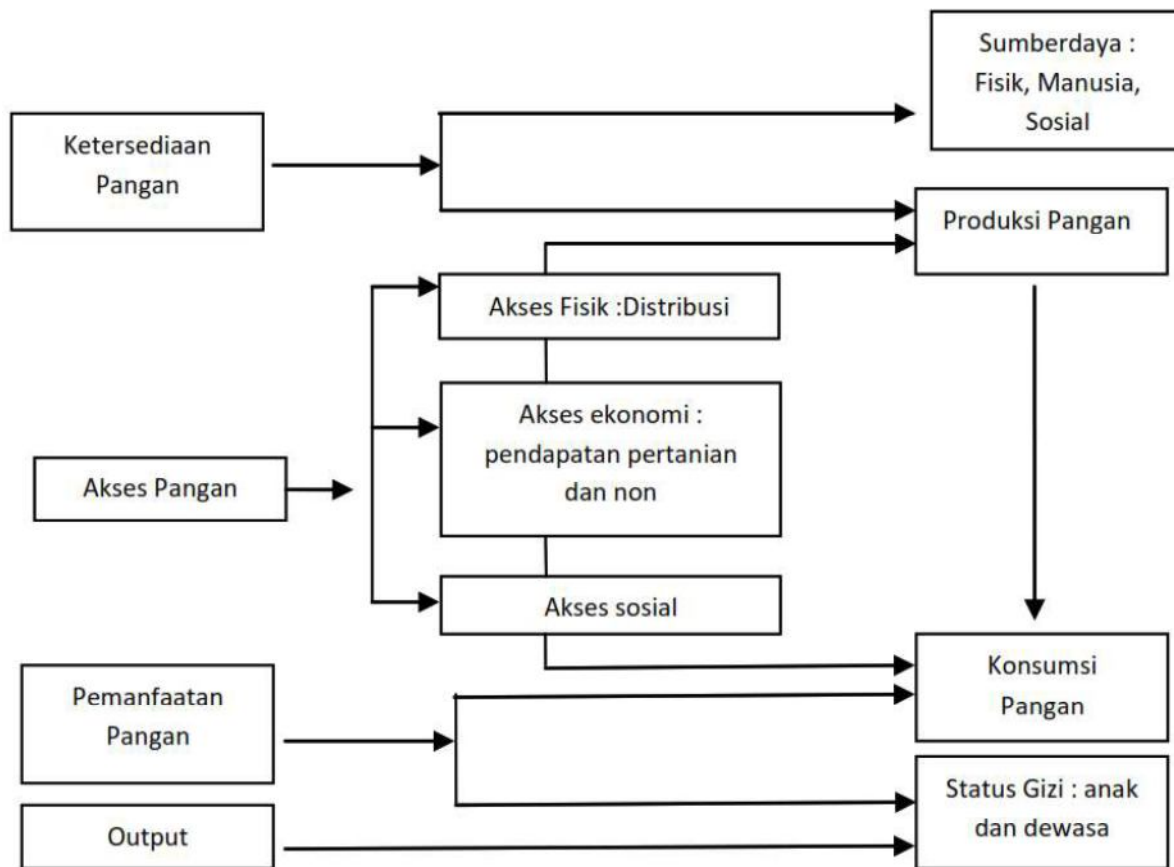 Sumberdaya :
Fisik, Manusia,
Sosial
Ketersediaan
Pangan
Produksi Pangan
Akses Fisik :Distribusi
Akses ekonomi :
pendapatan pertanian
dan non
Akses Pangan
Akses sosial
Konsumsi
Pangan
Pemanfaatan
Pangan
Status Gizi : anak
dan dewasa
Output